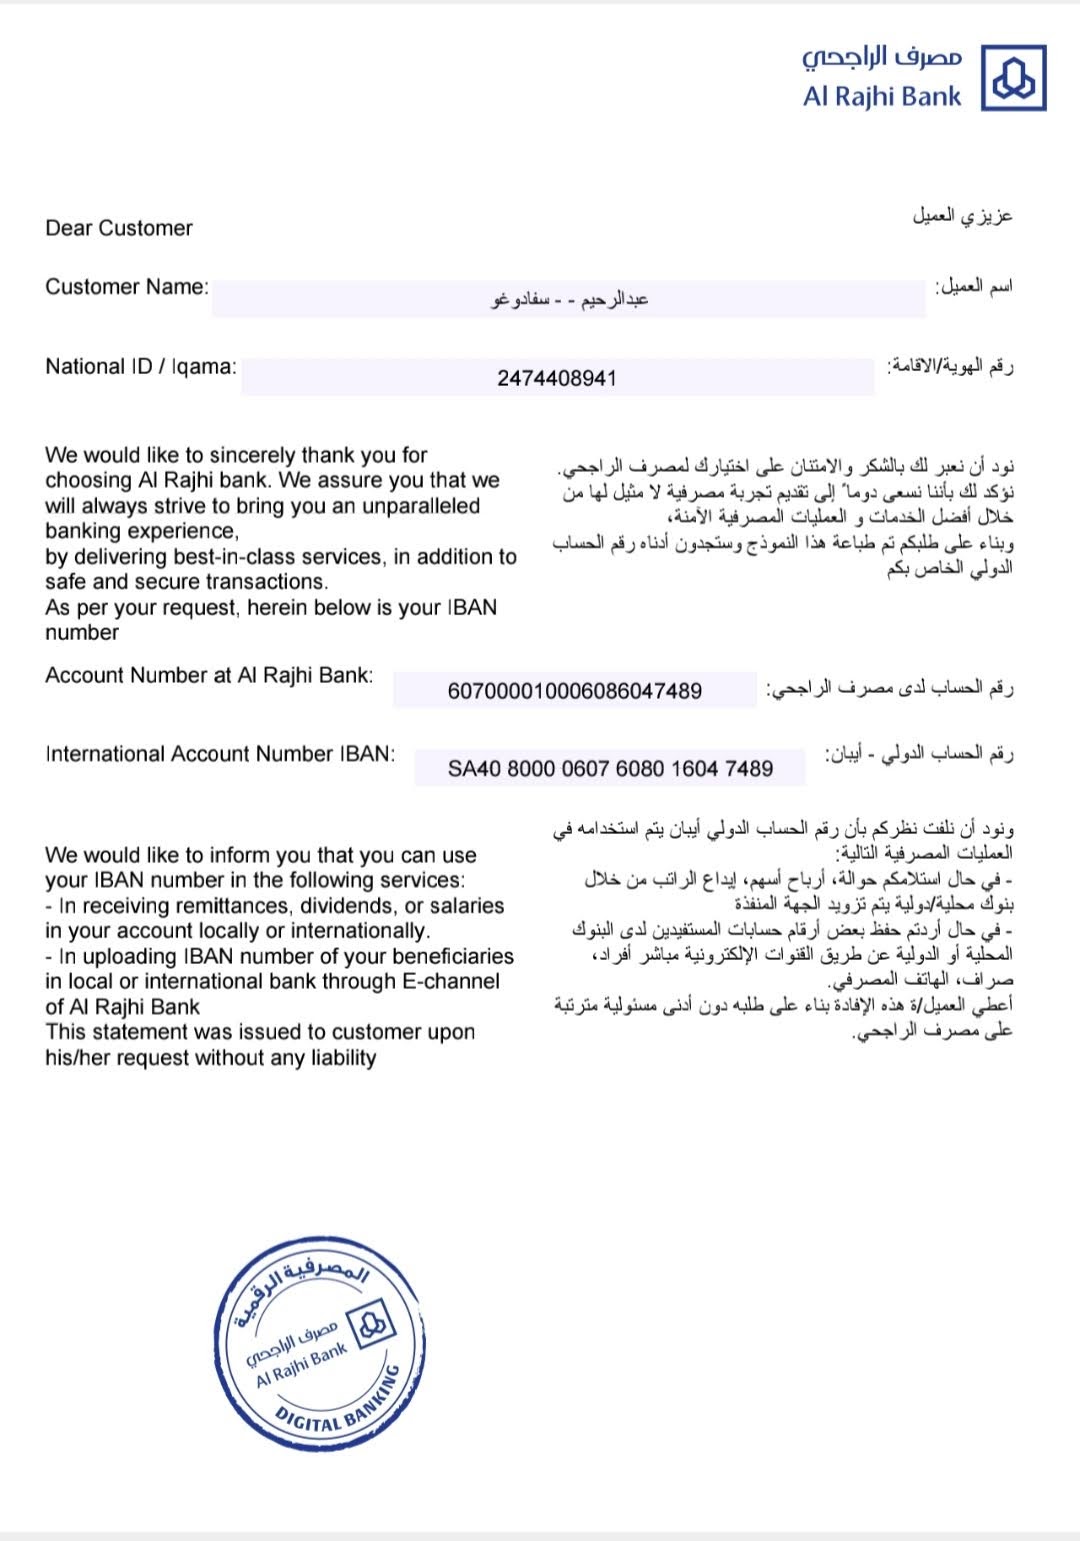 مصرف الراجحي
Al Rajhi Bank
عزيزي العميل
Dear Customer
Customer Name:
عبدالرحيم - - سفادوغو
اسم العميل:
National ID / Iqama:
2474408941
رقم الهوية/الاقامة:
We would like to sincerely thank you for
choosing Al Rajhi bank. We assure you that we
will always strive to bring you an unparalleled
banking experience,
by delivering best-in-class services, in addition to
safe and secure transactions.
As per your request, herein below is your IBAN
number
نود أن نعبر لك بالشكر والامتنان على اختيارك لمصرف الراجحي.
نؤكد لك بأننا نسعى دوماً إلى تقديم تجربة مصرفية لا مثيل لها من
خلال أفضل الخدمات و العمليات المصرفية الآمنة،
وبناء على طلبكم تم طباعة هذا النموذج وستجدون أدناه رقم الحساب
الدولي الخاص بكم
Account Number at Al Rajhi Bank:
607000010006086047489
رقم الحساب لدى مصرف الراجحي:
International Account Number IBAN:
SA40 8000 0607 6080 1604 7489
رقم الحساب الدولي - أيبان:
We would like to inform you that you can use
your IBAN number in the following services:
- In receiving remittances, dividends, or salaries
in your account locally or internationally.
- In uploading IBAN number of your beneficiaries
in local or international bank through E-channel
of Al Rajhi Bank
This statement was issued to customer upon
his/her request without any liability
ونود أن نلفت نظركم بأن رقم الحساب الدولي أيبان يتم استخدامه في
العمليات المصرفية التالية:
- في حال استلامكم حوالة، أرباح أسهم، إيداع الراتب من خلال
بنوك محلية/دولية يتم تزويد الجهة المنفذة
- في حال أردتم حفظ بعض أرقام حسابات المستفيدين لدى البنوك
المحلية أو الدولية عن طريق القنوات الإلكترونية مباشر أفراد،
صراف، الهاتف المصرفي.
أعطي العميل/ة هذه الإفادة بناء على طلبه دون أدنى مسئولية مترتبة
على مصرف الراجحي.
المصرفية الرقمية
مصرف الراجحي
Al Rajhi Bank
DIGITAL BANKING